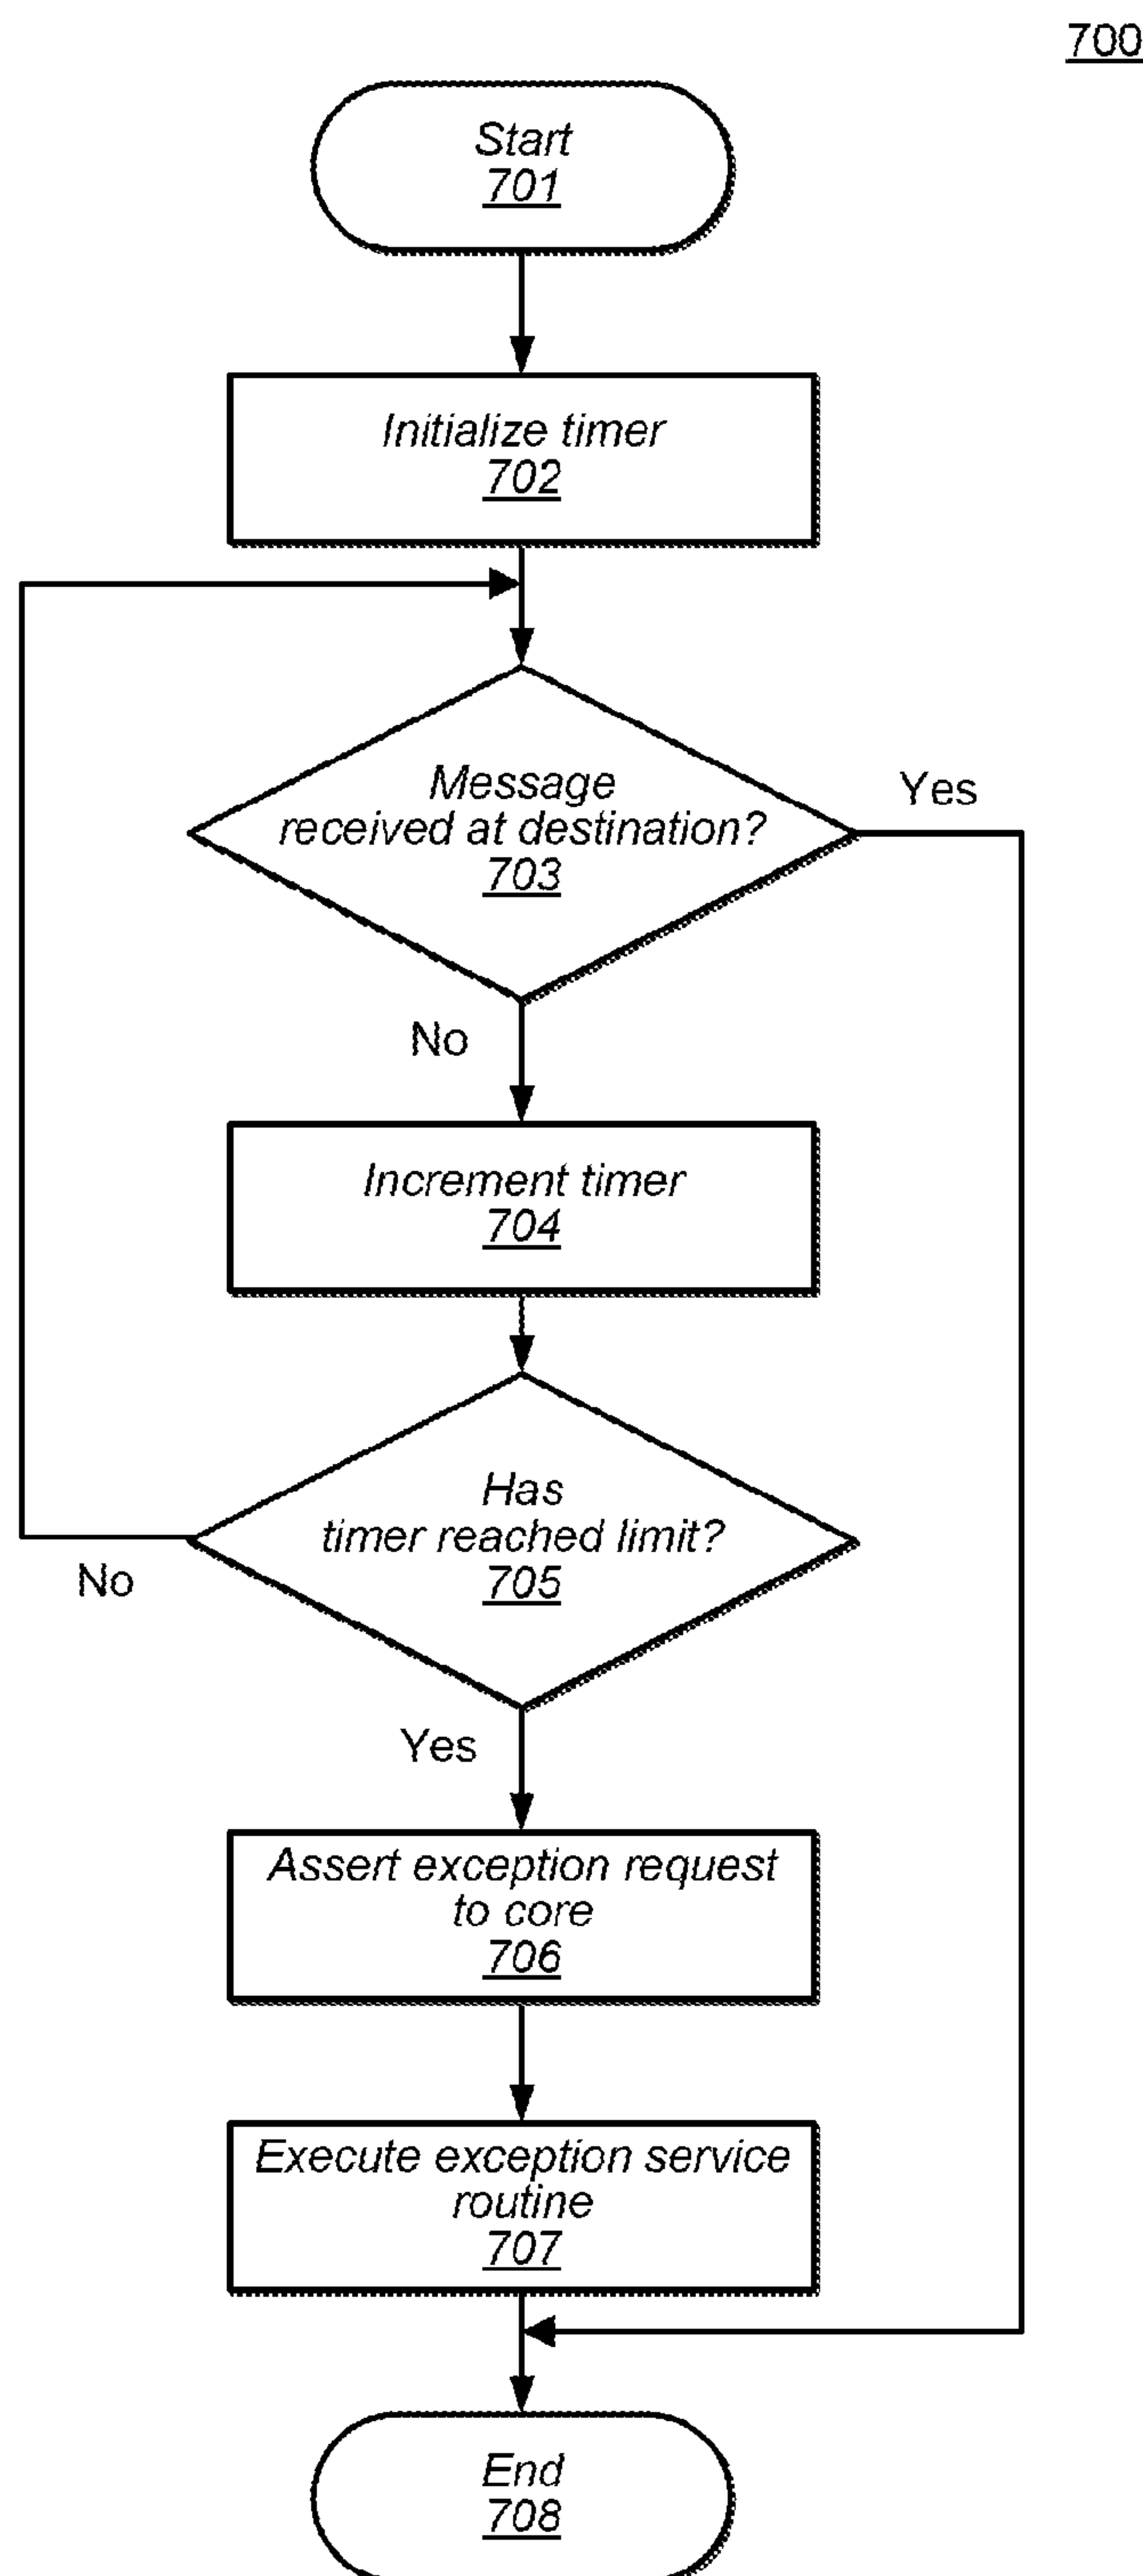 700
Start
701
Initialize timer
702
Message
received at destination?
703
Yes
No
Increment timer
704
Has
timer reached limit?
705
No
Yes
Assert exception request
to core
706
Execute exception service
routine
707
End
708